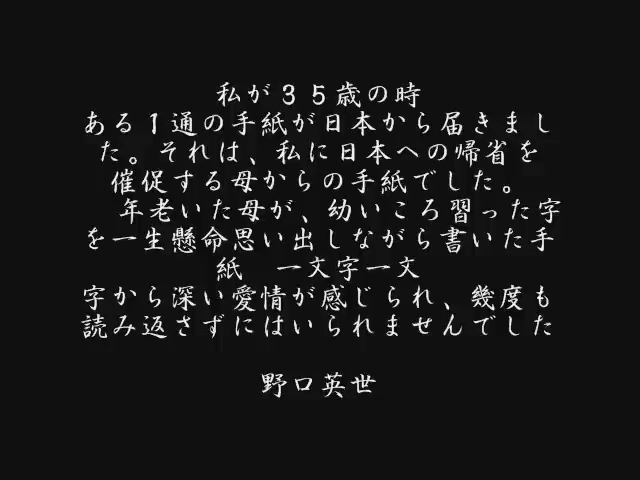 私が３５歳の時
ある１通の手紙が日本から届きまし
た。それは、私に日本への帰省を
催促する母からの手紙でした。
年老いた母が、幼いころ習った字
を一生懸命思い出しながら書いた手
紙　一文字一文
字から深い愛情が感じられ、幾度も
読み返さずにはいられませんでした
野口英世